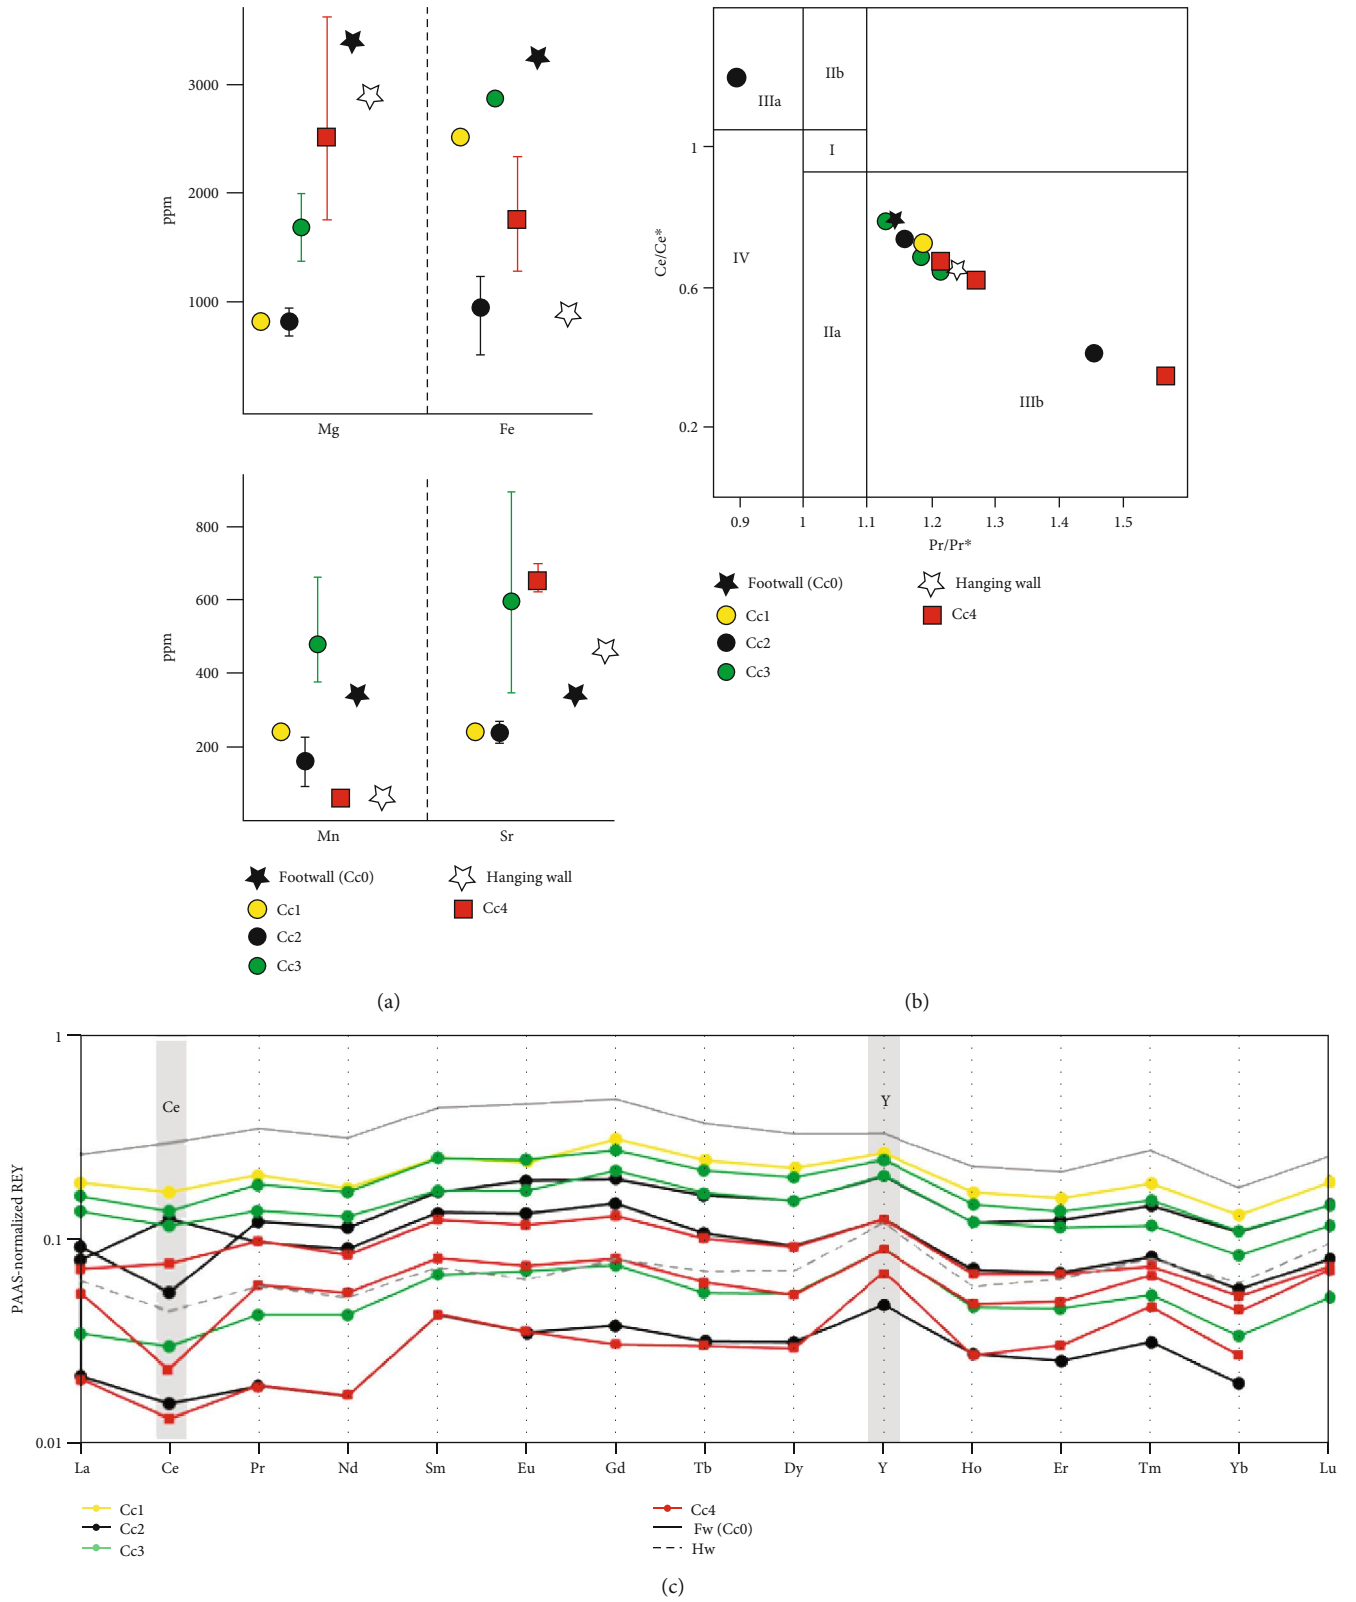 3000
2000
1000
ppm
Mg
Fe
800
600
400
200
ppm
Mn
Sr
Footwall (Cc0)
Hanging wall
Cc1
Cc4
Cc2
Cc3
(a)
IIb
IIIa
I
IV
IIa
IIIb
1
0.6
0.2
Ce/Ce*
0.9
1
1.1
1.2
1.3
1.4
1.5
Pr/Pr*
Footwall (Cc0)
Hanging wall
Cc1
Cc4
Cc2
Cc3
(b)
1
0.1
0.01
PAAS-normalized REY
Ce
Y
La
Ce
Pr
Nd
Sm
Eu
Gd
Tb
Dy
Y
Ho
Er
Tm
Yb
Lu
Cc1
Cc4
Cc2
Fw (Cc0)
Cc3
Hw
(c)